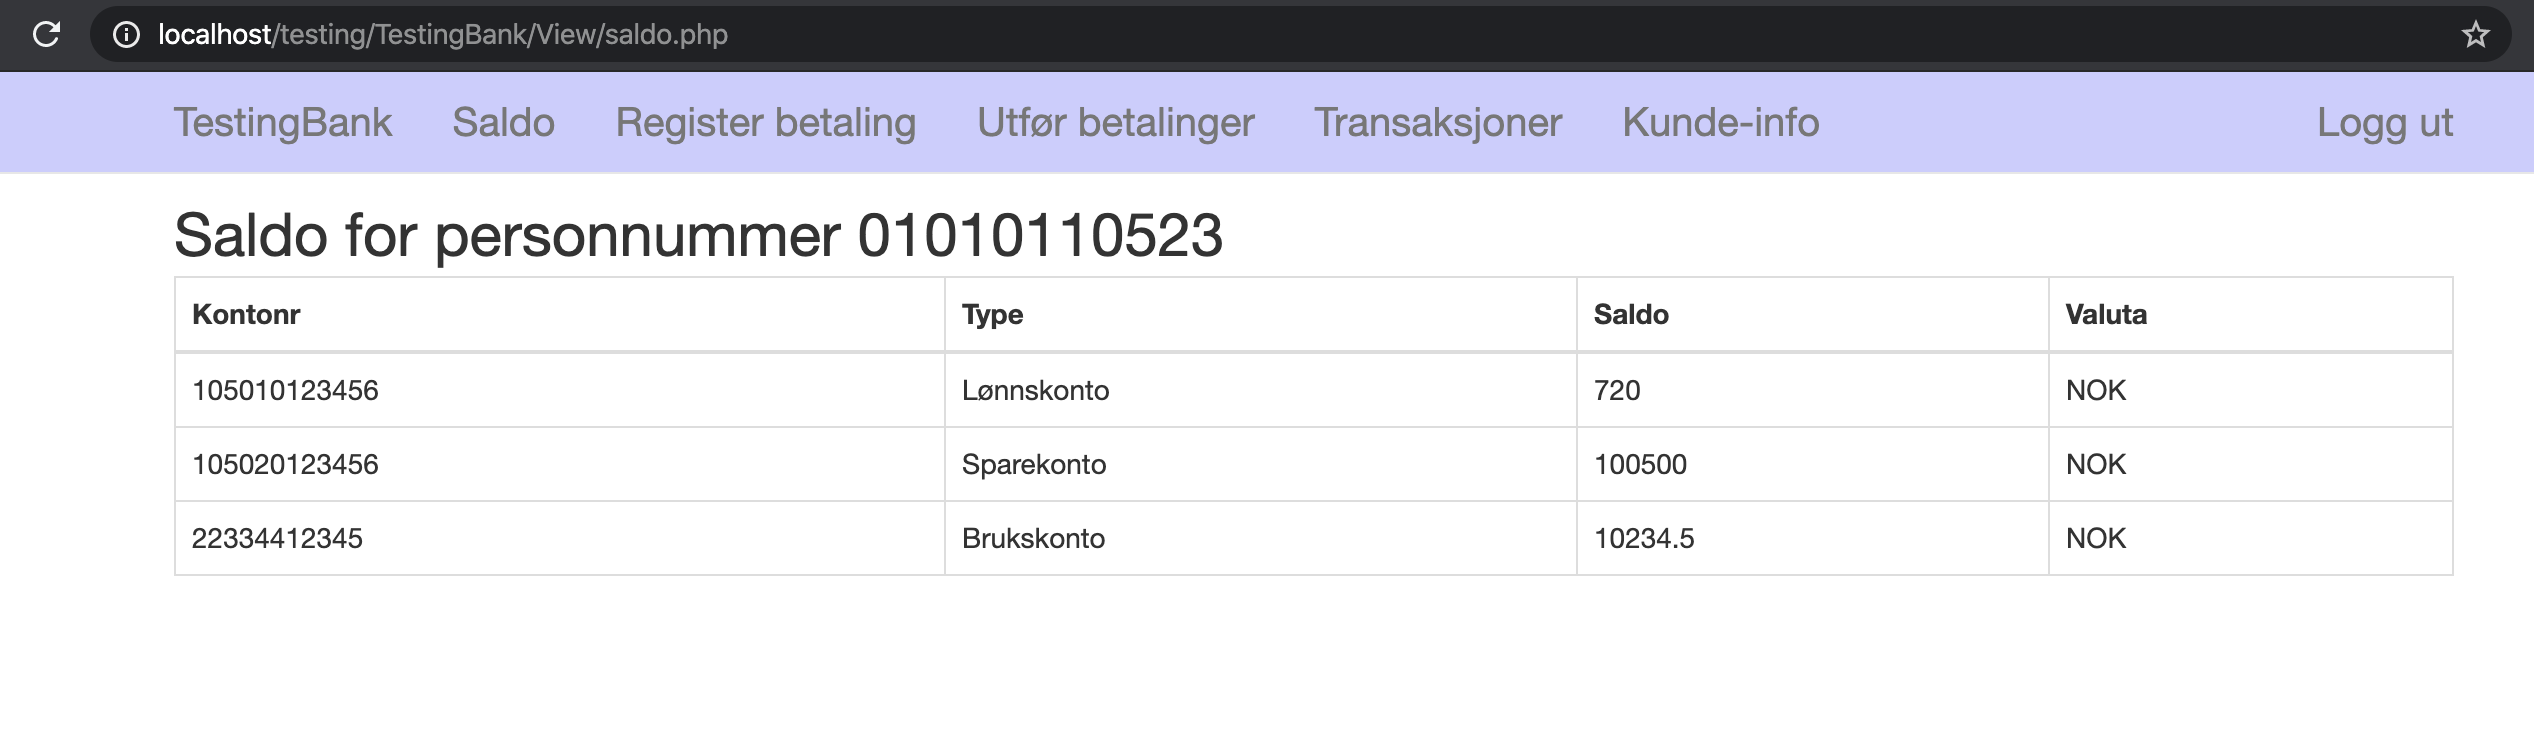 localhost/testing/TestingBank/View/saldo.php
TestingBank Saldo Register betaling Utfør betalinger Transaksjoner Kunde-info Logg ut
Saldo for personnummer 01010110523
Kontonr Type Saldo Valuta
105010123456 Lønnskonto 720 NOK
105020123456 Sparekonto 100500 NOK
22334412345 Brukskonto 10234.5 NOK